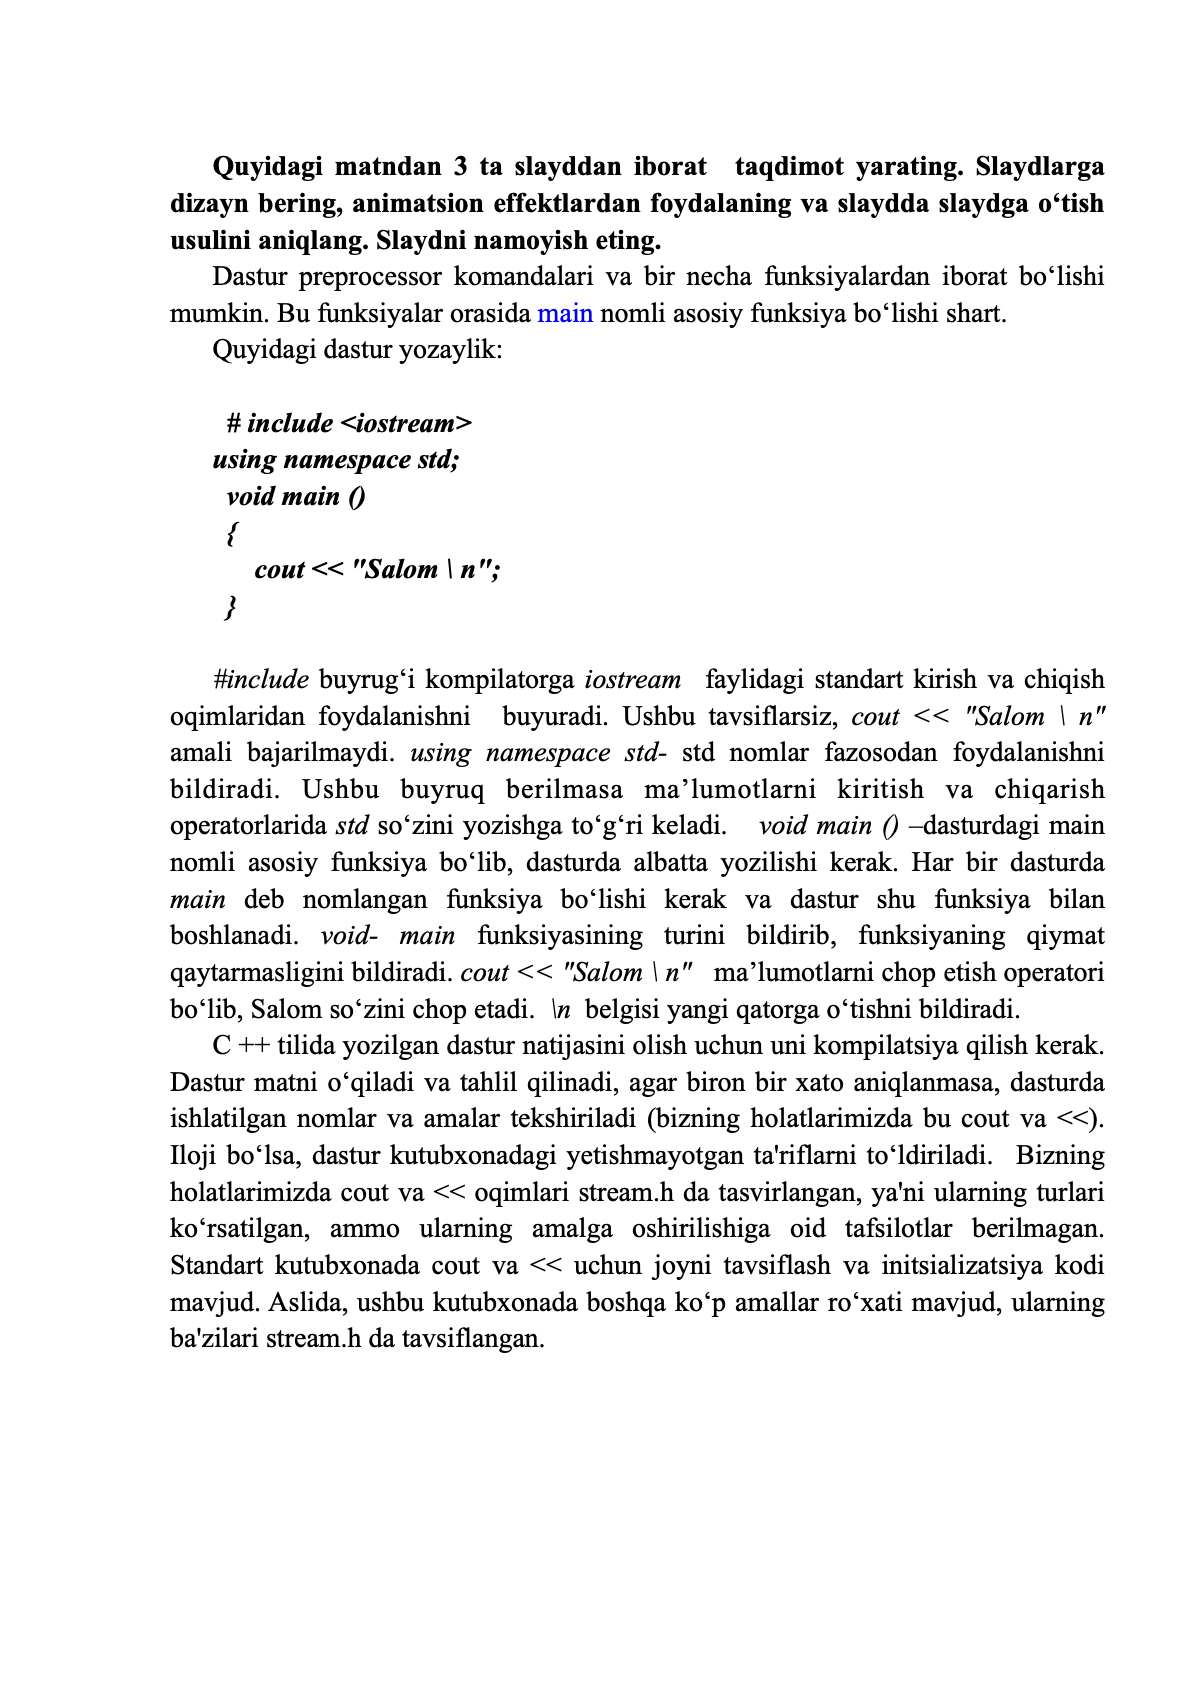 Quyidagi matndan 3 ta slayddan iborat taqdimot yarating. Slaydlarga
dizayn bering, animatsion effektlardan foydalaning va slaydda slaydga o‘tish
usulini aniqlang. Slaydni namoyish eting.
Dastur preprocessor komandalari va bir necha funksiyalardan iborat bo‘lishi
mumkin. Bu funksiyalar orasida main nomli asosiy funksiya bo‘lishi shart.
Quyidagi dastur yozaylik:
# include <iostream>
using namespace std;
void main ()
{
cout << "Salom \ n";
}
#include buyrug‘i kompilatorga iostream faylidagi standart kirish va chiqish
oqimlaridan foydalanishni buyuradi. Ushbu tavsiflarsiz, cout << "Salom \ n"
amali bajarilmaydi. using namespace std- std nomlar fazosodan foydalanishni
bildiradi. Ushbu buyruq berilmasa ma’lumotlarni kiritish va chiqarish
operatorlarida std so‘zini yozishga to‘g‘ri keladi. void main () –dasturdagi main
nomli asosiy funksiya bo‘lib, dasturda albatta yozilishi kerak. Har bir dasturda
main deb nomlangan funksiya bo‘lishi kerak va dastur shu funksiya bilan
boshlanadi. void- main funksiyasining turini bildirib, funksiyaning qiymat
qaytarmasligini bildiradi. cout << "Salom \ n" ma’lumotlarni chop etish operatori
bo‘lib, Salom so‘zini chop etadi. \n belgisi yangi qatorga o‘tishni bildiradi.
C ++ tilida yozilgan dastur natijasini olish uchun uni kompilatsiya qilish kerak.
Dastur matni o‘qiladi va tahlil qilinadi, agar biron bir xato aniqlanmasa, dasturda
ishlatilgan nomlar va amalar tekshiriladi (bizning holatlarimizda bu cout va <<).
Iloji bo‘lsa, dastur kutubxonadagi yetishmayotgan ta'riflarni to‘ldiriladi. Bizning
holatlarimizda cout va << oqimlari stream.h da tasvirlangan, ya'ni ularning turlari
ko‘rsatilgan, ammo ularning amalga oshirilishiga oid tafsilotlar berilmagan.
Standart kutubxonada cout va << uchun joyni tavsiflash va initsializatsiya kodi
mavjud. Aslida, ushbu kutubxonada boshqa ko‘p amallar ro‘xati mavjud, ularning
ba'zilari stream.h da tavsiflangan.